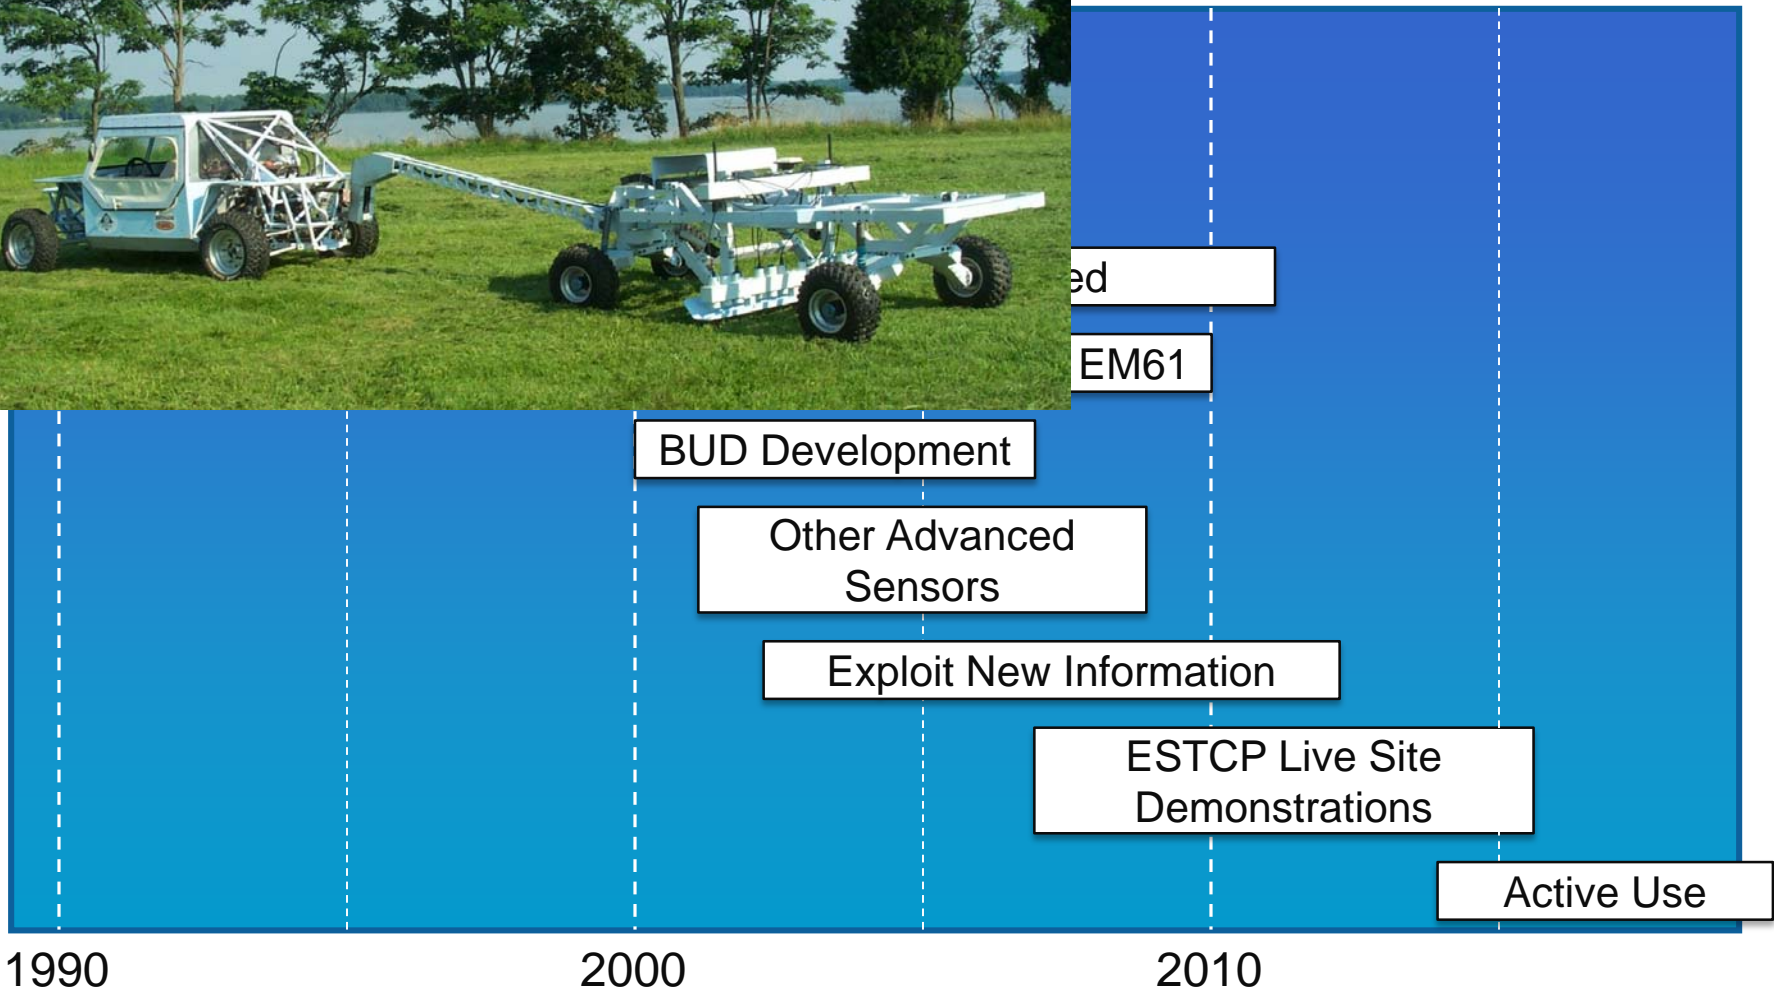 ed
EM61
BUD Development
Other Advanced
Sensors
Exploit New Information
ESTCP Live Site
Demonstrations
Active Use
1990
2000
2010